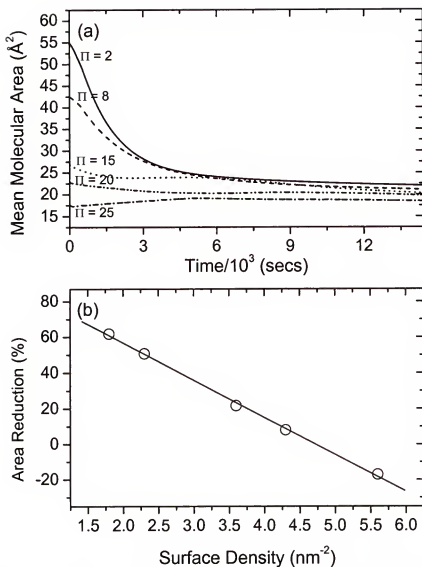 (a)
Mean Molecular Area (Å²)
60
55
50
45
40
35
30
25
20
15
Π = 2
Π = 8
Π = 15
Π = 20
Π = 25
0 3 6 9 12
Time/10³ (secs)
(b)
Area Reduction (%)
80
60
40
20
0
-20
1.5 2.0 2.5 3.0 3.5 4.0 4.5 5.0 5.5 6.0
Surface Density (nm⁻²)